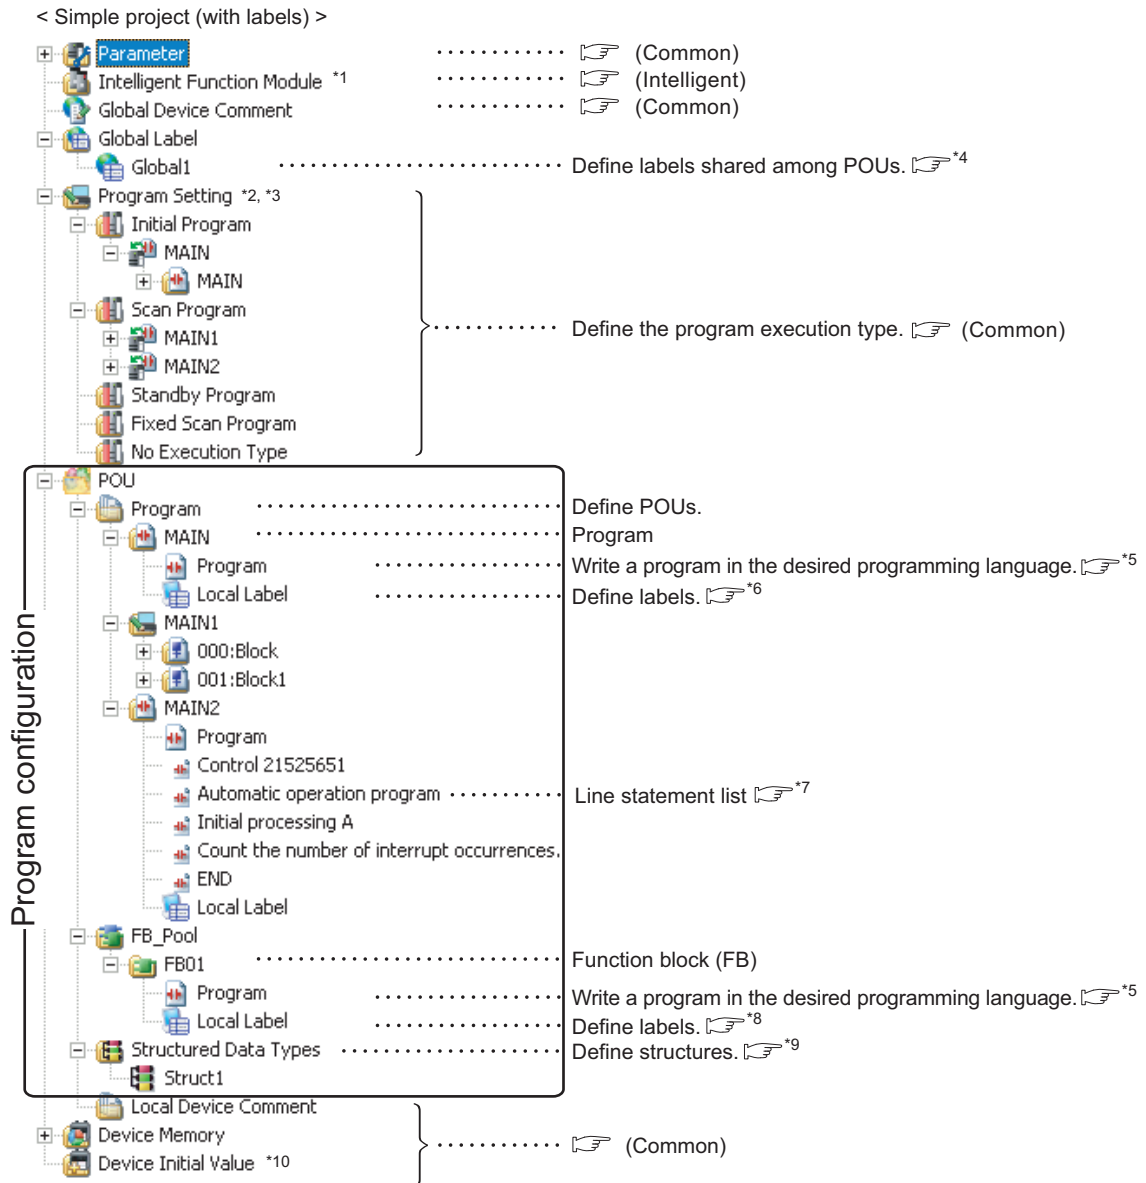 < Simple project (with labels) >
Parameter ············ (Common)
Intelligent Function Module *1 ············ (Intelligent)
Global Device Comment ············ (Common)
Global Label
Global1 ··························· Define labels shared among POUs. *4
Program Setting *2, *3
Initial Program
MAIN
MAIN
Scan Program
MAIN1 ··········· Define the program execution type. (Common)
MAIN2
Standby Program
Fixed Scan Program
No Execution Type
Program configuration
POU
Program ····························· Define POUs.
MAIN ····························· Program
Program ·················· Write a program in the desired programming language. *5
Local Label ·················· Define labels. *6
MAIN1
000:Block
001:Block1
MAIN2
Program
Control 21525651
Automatic operation program ··········· Line statement list *7
Initial processing A
Count the number of interrupt occurrences.
END
Local Label
FB_Pool
FB01 ····························· Function block (FB)
Program ·················· Write a program in the desired programming language. *5
Local Label ·················· Define labels. *8
Structured Data Types ····················· Define structures. *9
Struct1
Local Device Comment
Device Memory ··········· (Common)
Device Initial Value *10